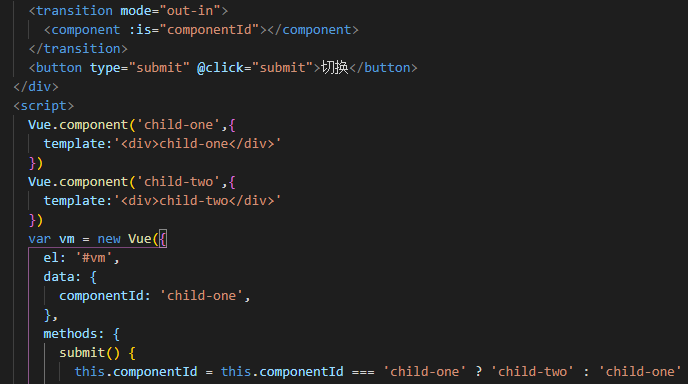 <transition mode="out-in">
<component :is="componentId"></component>
</transition>
<button type="submit" @click="submit">切换</button>
</div>
<script>
Vue.component('child-one',{
template:'<div>child-one</div>'
})
Vue.component('child-two',{
template:'<div>child-two</div>'
})
var vm = new Vue({
el: '#vm',
data: {
componentId: 'child-one',
},
methods: {
submit() {
this.componentId = this.componentId === 'child-one' ? 'child-two' : 'child-one'